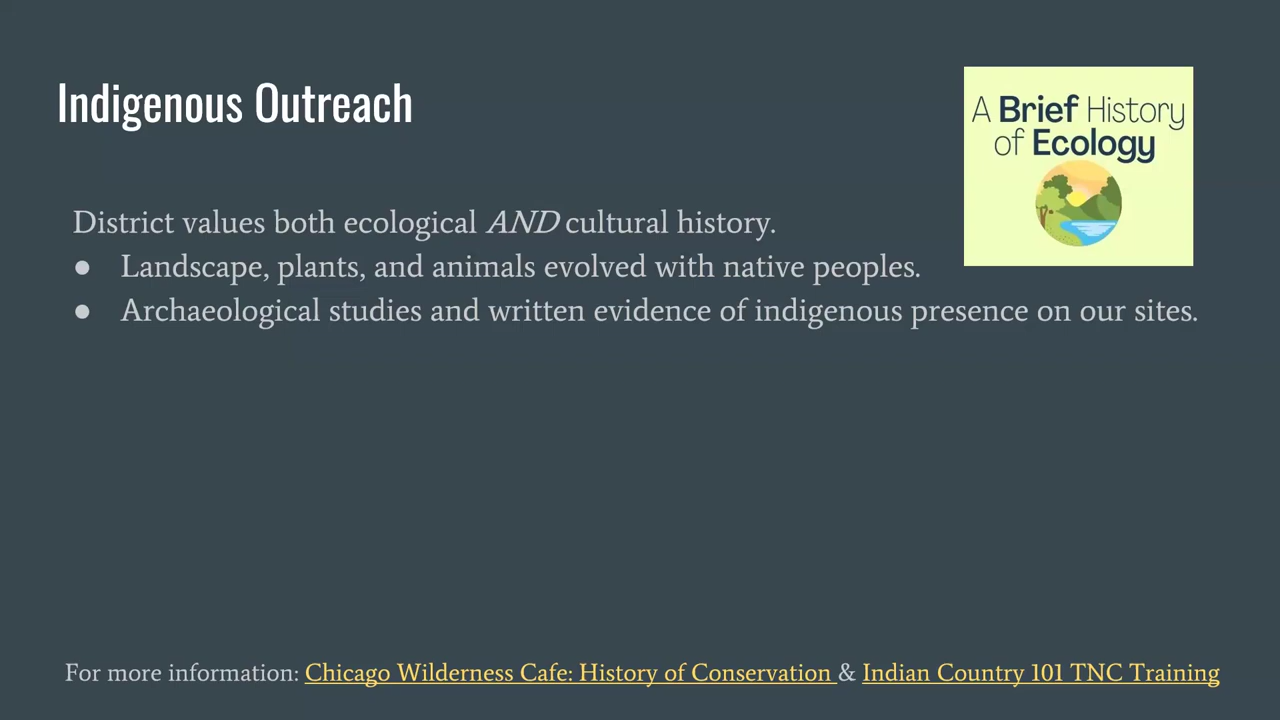 Indigenous Outreach
A Brief History
of Ecology
District values both ecological AND cultural history.
● Landscape, plants, and animals evolved with native peoples.
● Archaeological studies and written evidence of indigenous presence on our sites.
For more information: Chicago Wilderness Cafe: History of Conservation & Indian Country 101 TNC Training